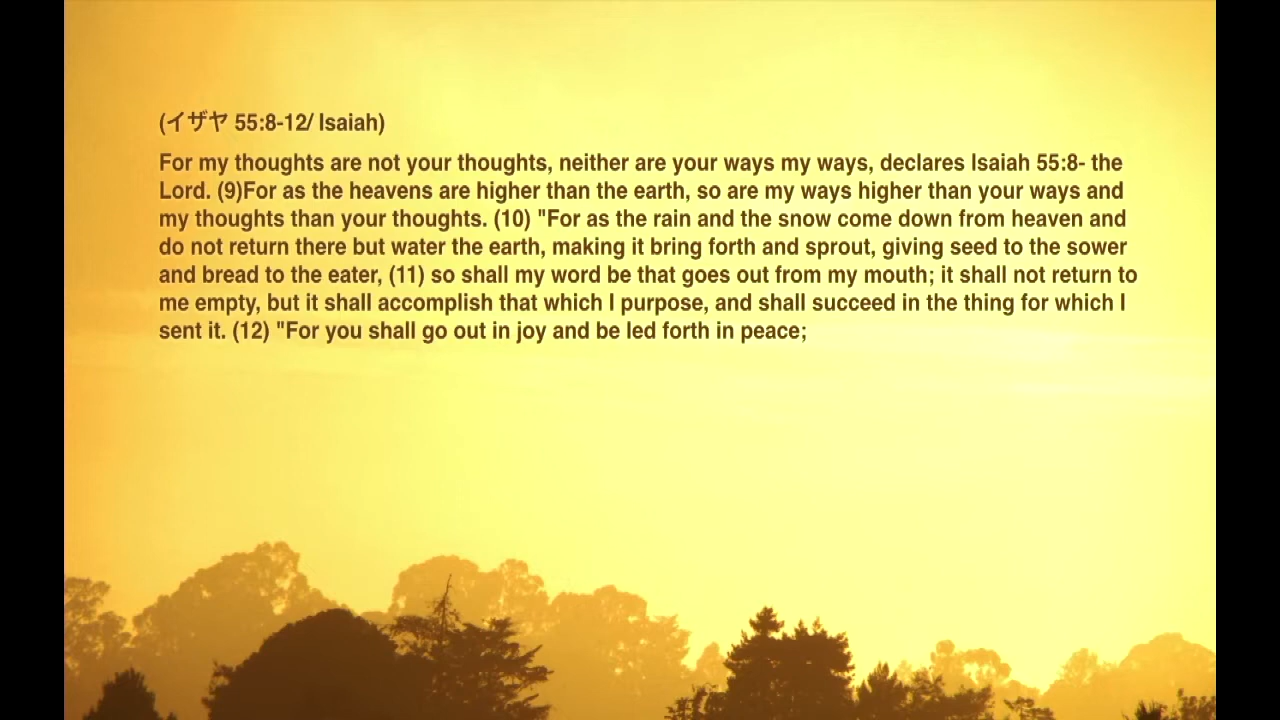 (イザヤ 55:8-12/ Isaiah)
For my thoughts are not your thoughts, neither are your ways my ways, declares Isaiah 55:8- the
Lord. (9)For as the heavens are higher than the earth, so are my ways higher than your ways and
my thoughts than your thoughts. (10) "For as the rain and the snow come down from heaven and
do not return there but water the earth, making it bring forth and sprout, giving seed to the sower
and bread to the eater, (11) so shall my word be that goes out from my mouth; it shall not return to
me empty, but it shall accomplish that which I purpose, and shall succeed in the thing for which I
sent it. (12) "For you shall go out in joy and be led forth in peace;